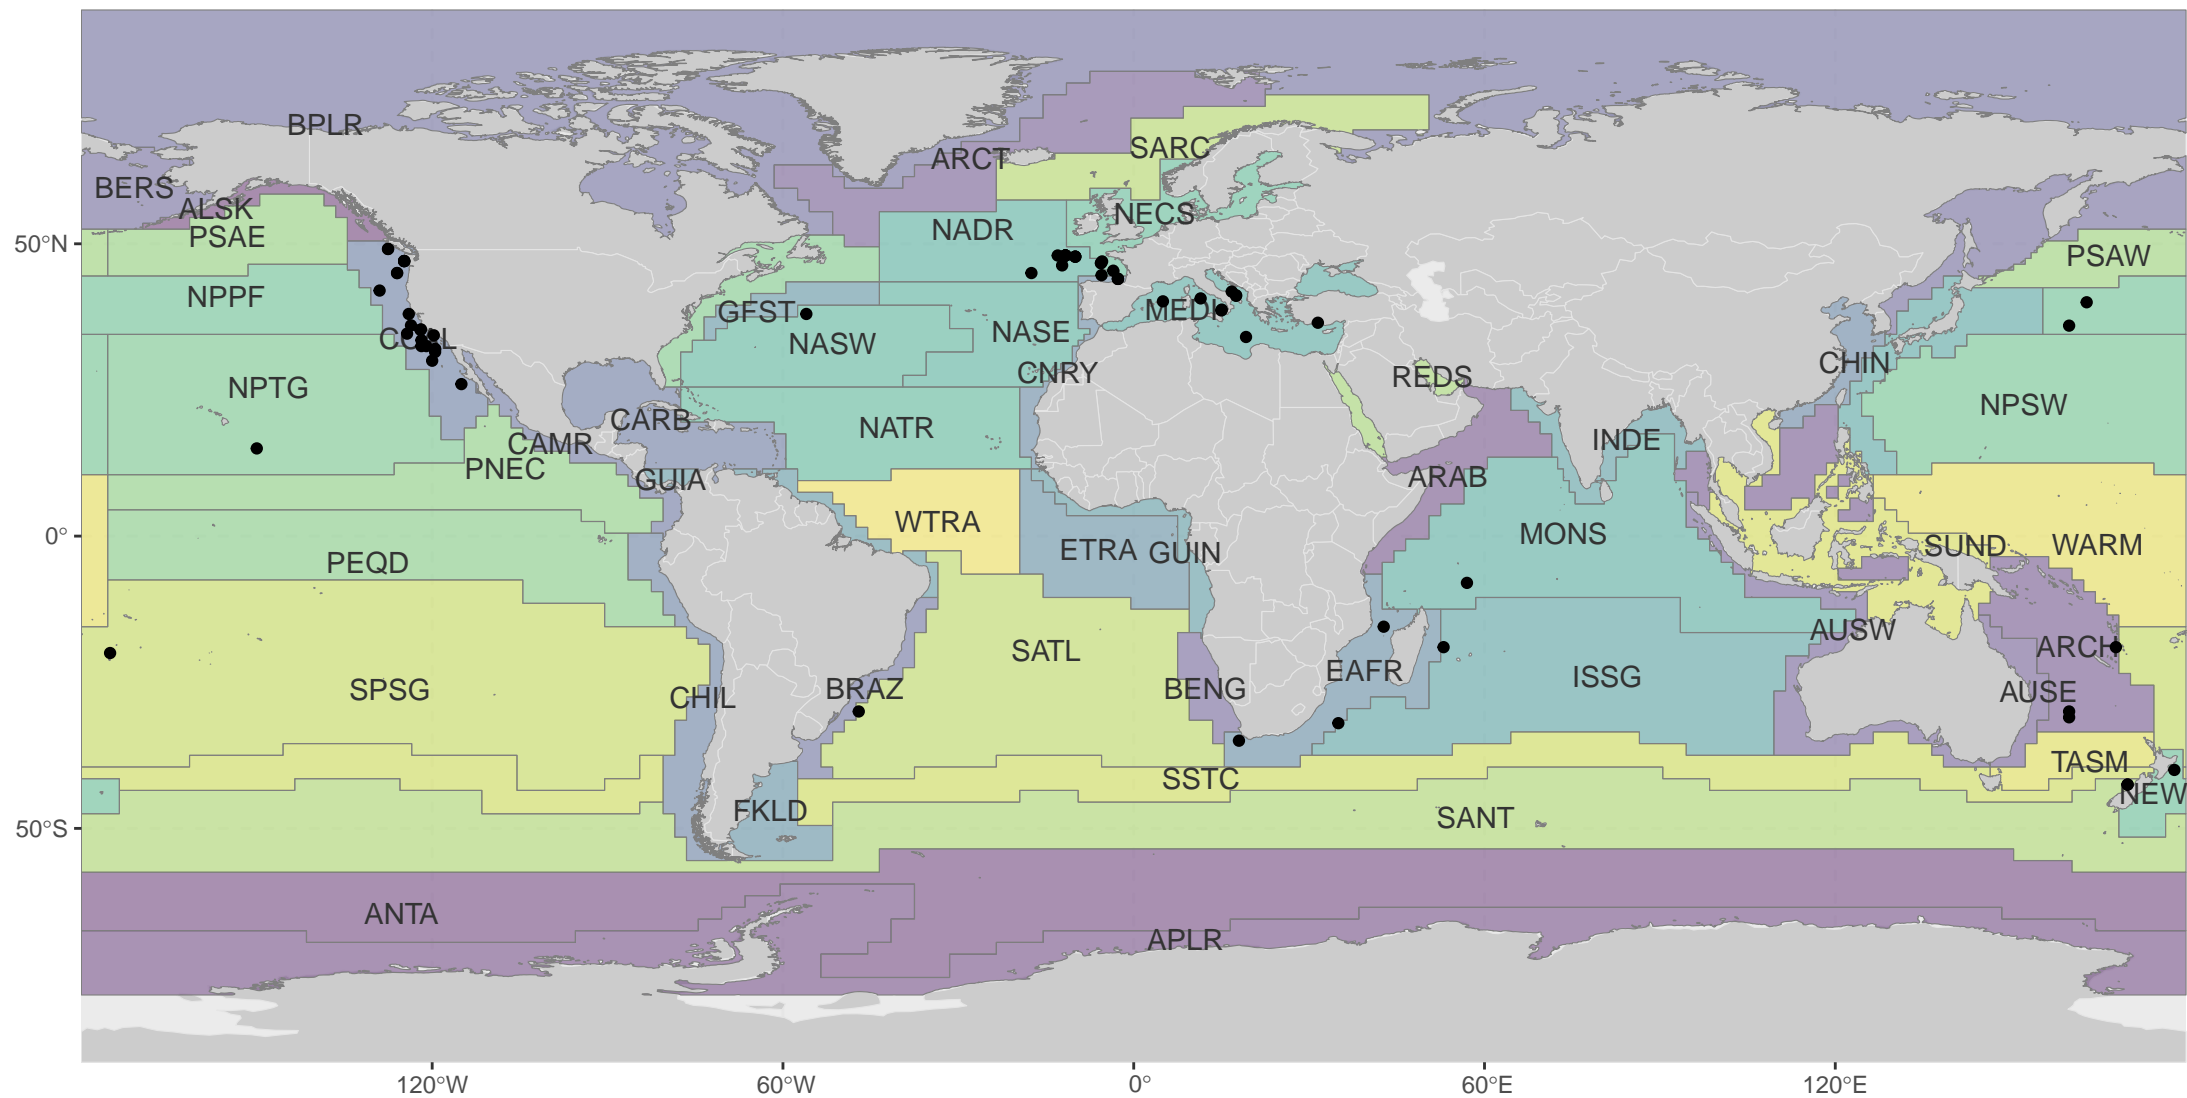 BPLR
ARCT
SARC
BERS
ALSK
PSAE
NADR
NECS
50°N
PSAW
NPPF
GFST
MEDI
NASW
NASE
CCAL
CNRY
REDS
CHIN
NPTG
NPSW
CARB
NATR
CAMR
INDE
PNEC
GUIA
ARAB
WTRA
ETRA
GUIN
MONS
SUND
WARM
0°
PEQD
AUSW
SATL
ARCH
EAFR
ISSG
SPSG
CHIL
BRAZ
BENG
AUSE
SSTC
TASM
NEW
FKLD
SANT
50°S
ANTA
APLR
120°W
60°W
0°
60°E
120°E